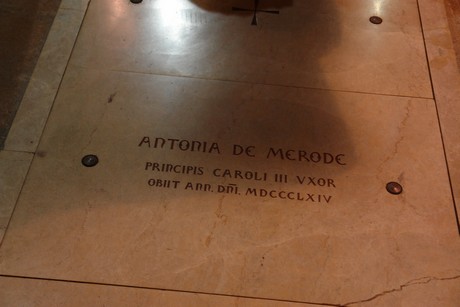 ANTONIA DE MERODE
PRINCIPIS CAROLI III VXOR
OBIIT ANN. DÑI. MDCCCLXIV